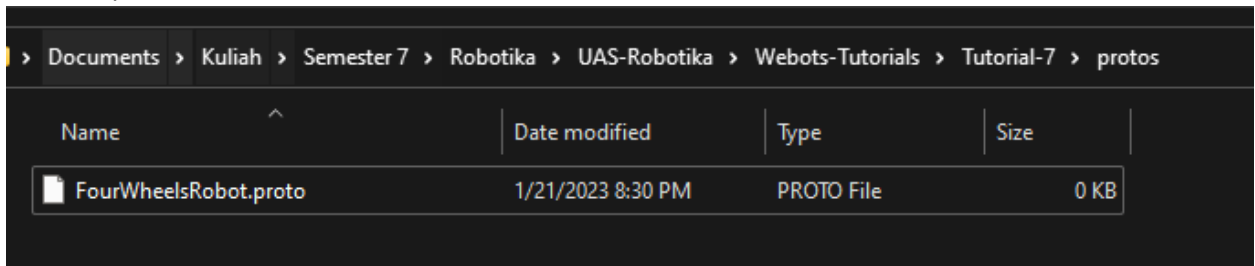 > Documents > Kuliah > Semester 7 > Robotika > UAS-Robotika > Webots-Tutorials > Tutorial-7 > protos
Name Date modified Type Size
FourWheelsRobot.proto 1/21/2023 8:30 PM PROTO File 0 KB